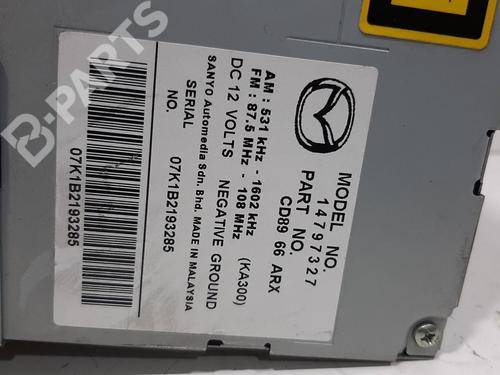 MODEL NO.
14797327
PART NO.
CD89 66 ARX
AM : 531 kHz - 1602 kHz
FM : 87.5 MHz - 108 MHz (KA300)
DC 12 VOLTS NEGATIVE GROUND
SANYO Automedia Sdn. Bhd. MADE IN MALAYSIA
SERIAL
NO. 07K1B2193285
07K1B2193285
B-PARTS